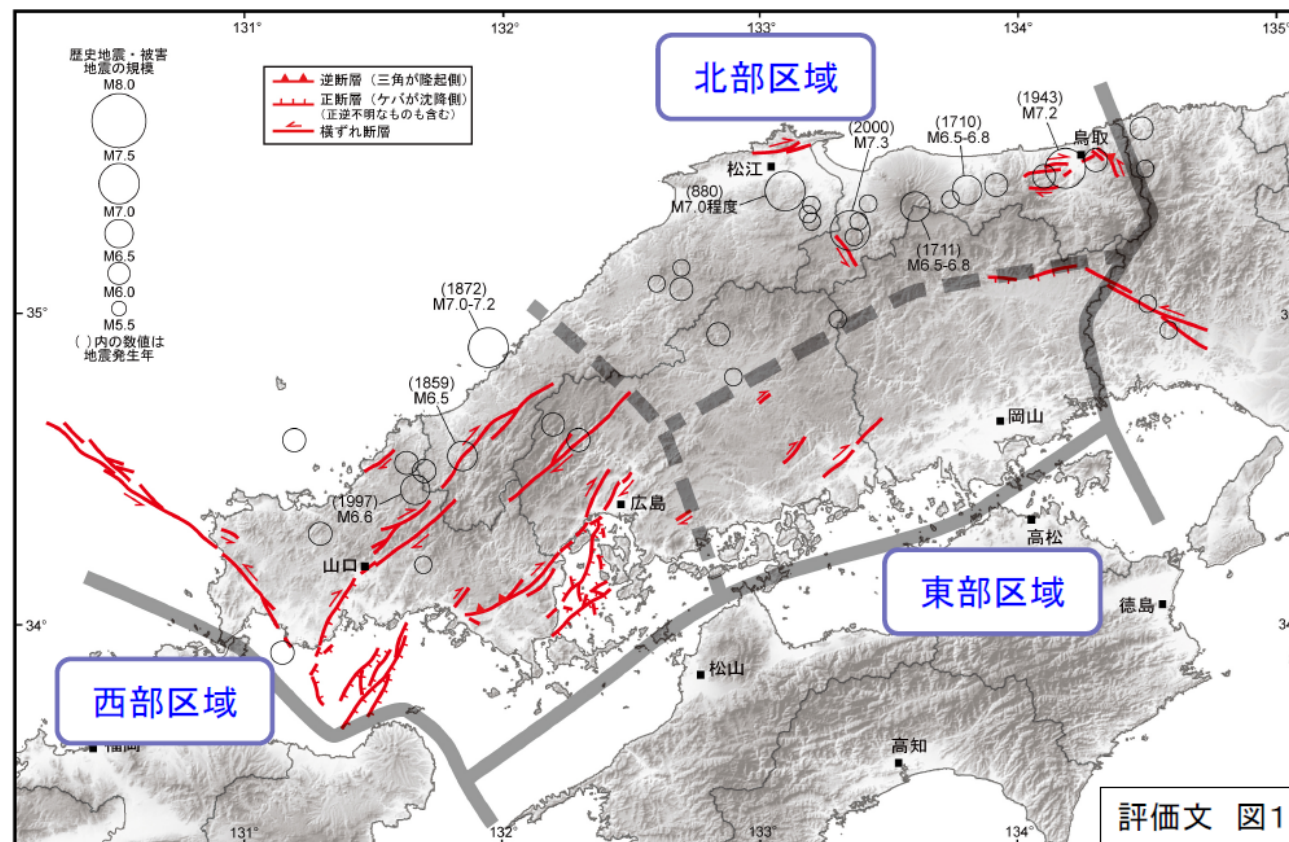 131°
132°
133°
134°
135°
歴史地震・被害
地震の規模
M8.0
M7.5
M7.0
M6.5
M6.0
M5.5
( )内の数値は
地震発生年
逆断層（三角が隆起側）
正断層（ケバが沈降側）
(正逆不明なものも含む)
横ずれ断層
北部区域
(2000)
M7.3
(1710)
M6.5-6.8
(1943)
M7.2
鳥取
松江
(880)
M7.0程度
(1711)
M6.5-6.8
35°
(1872)
M7.0-7.2
(1859)
M6.5
岡山
(1997)
M6.6
広島
高松
山口
東部区域
徳島
34°
34
松山
西部区域
高知
131°
132°
133°
134°
評価文 図1